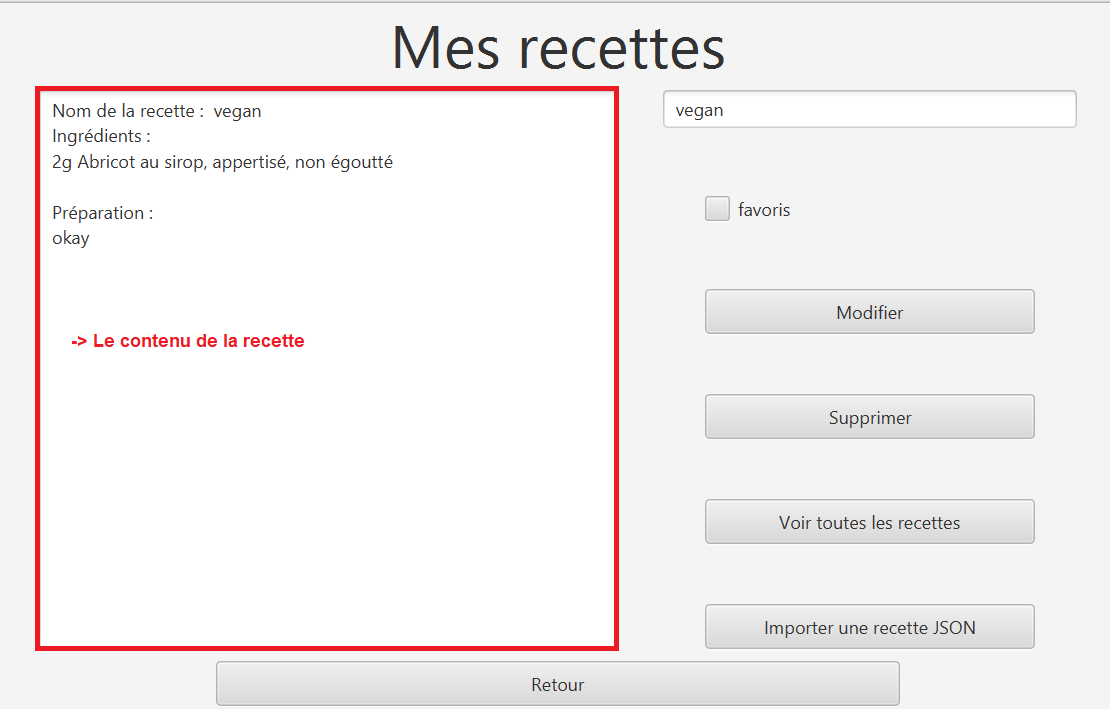 Mes recettes
Nom de la recette :  vegan
Ingrédients :
2g Abricot au sirop, appertisé, non égoutté
Préparation :
okay
-> Le contenu de la recette
vegan
favoris
Modifier
Supprimer
Voir toutes les recettes
Importer une recette JSON
Retour